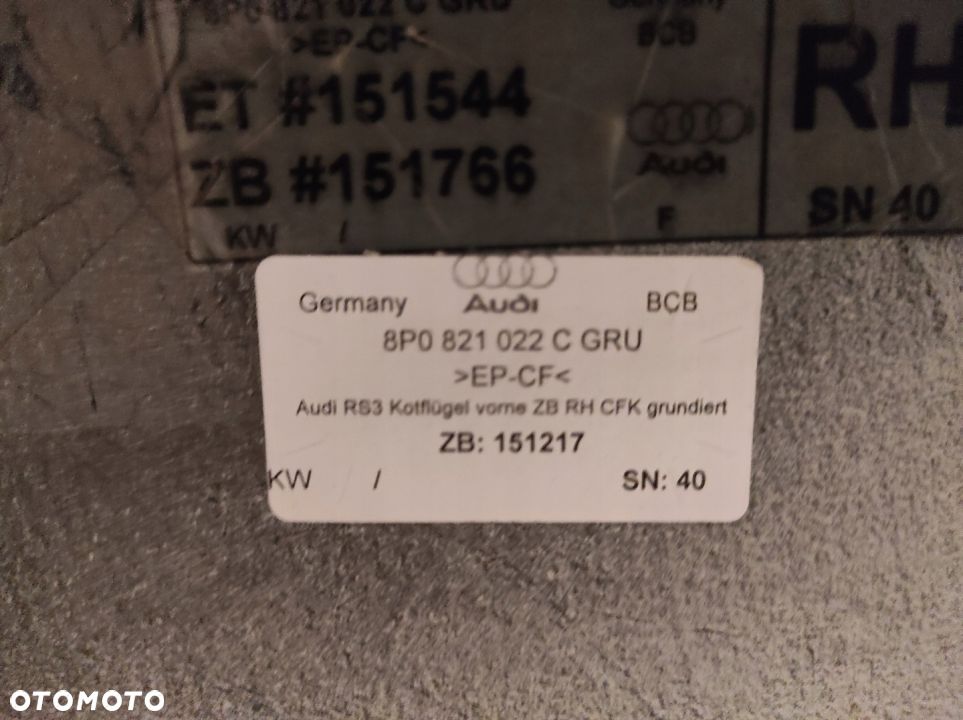 8P0 821 022 C GRU
Germany
>EP-CF<
BCB
ET #151544
RH
ZB #151766
Audi
SN 40
KW /
F
Germany Audi BCB
8P0 821 022 C GRU
>EP-CF<
Audi RS3 Kotflügel vorne ZB RH CFK grundiert
ZB: 151217
KW / SN: 40
OTOMOTO